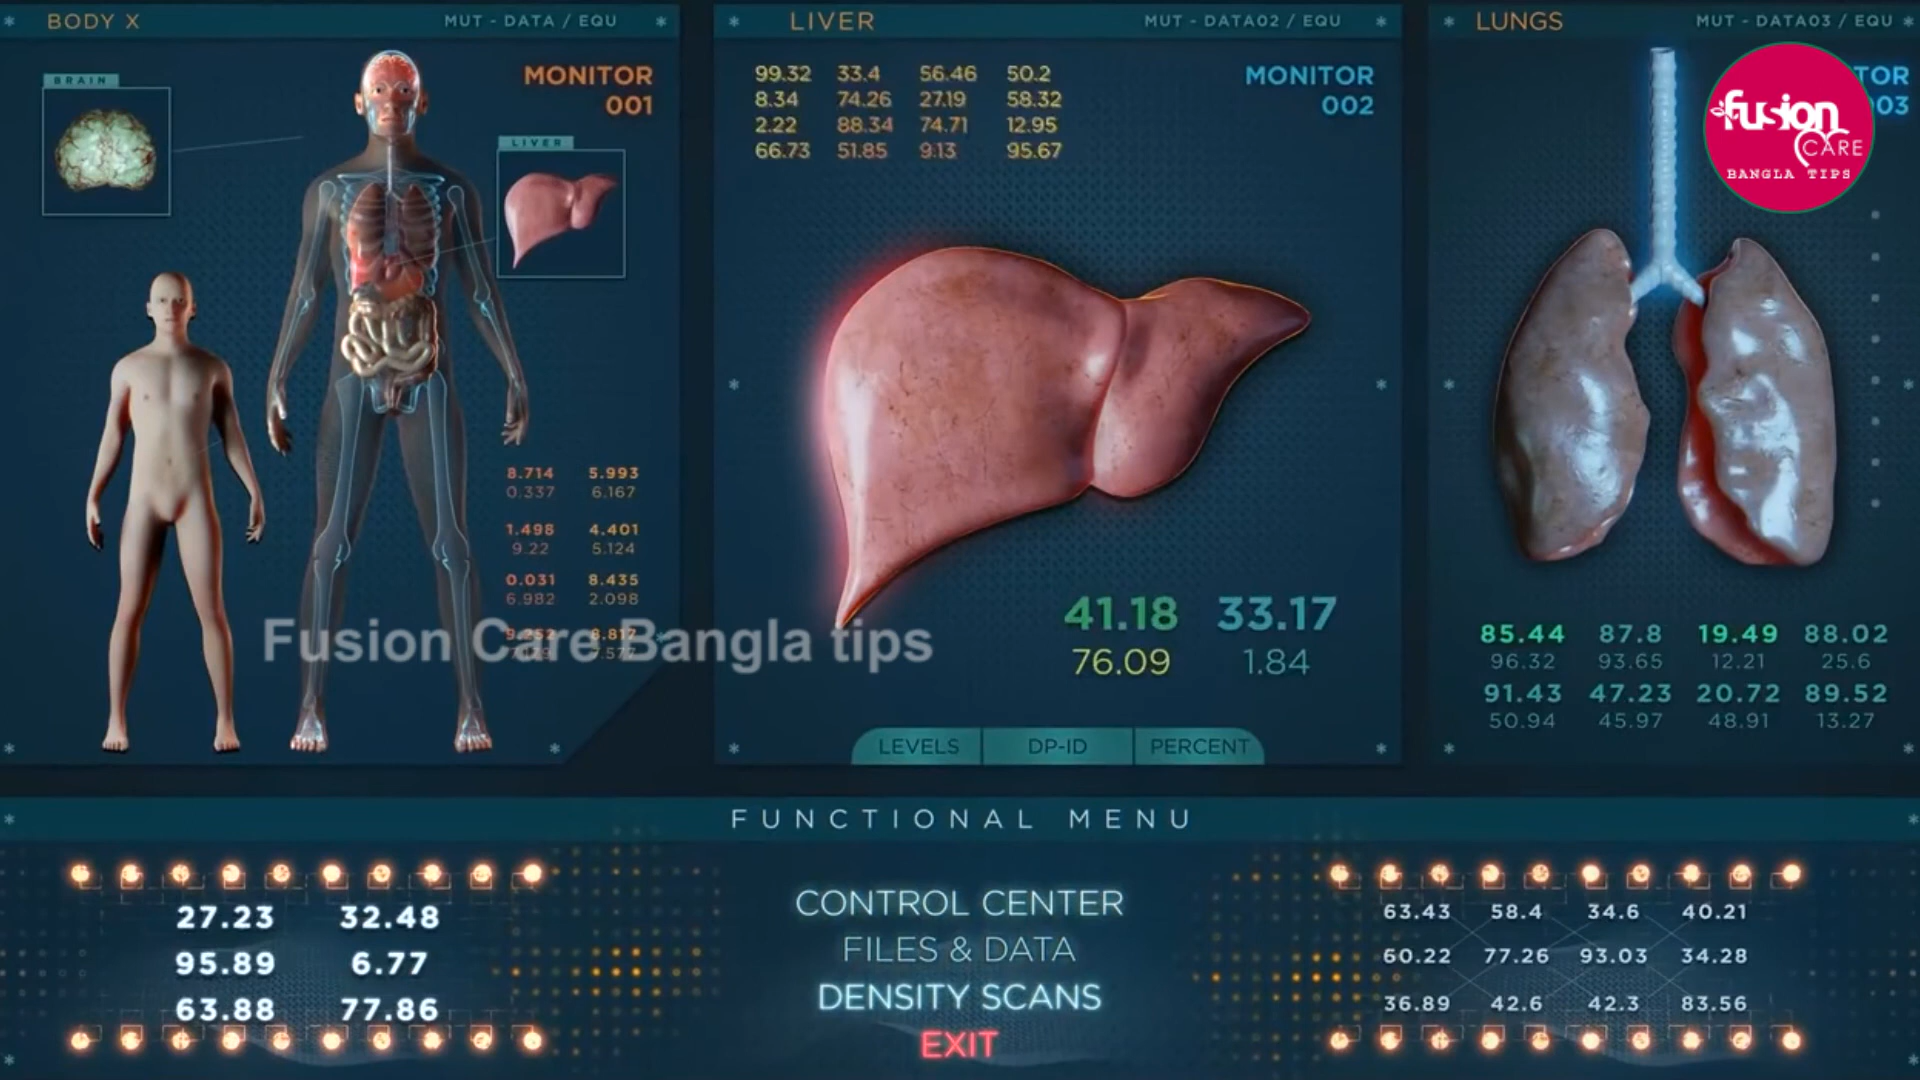 BODY X
MUT - DATA / EQU
BRAIN
MONITOR
001
LIVER
8.714 5.993
0.337 6.167
1.498 4.401
9.22 5.124
0.031 8.435
6.982 2.098
9.252 8.817
LIVER
MUT - DATA02 / EQU
99.32 33.4 56.46 50.2
8.34 74.26 27.19 58.32
2.22 88.34 74.71 12.95
66.73 51.85 9.13 95.67
MONITOR
002
41.18 33.17
76.09 1.84
LEVELS DP-ID PERCENT
LUNGS
MUT - DATA03 / EQU
fusion
CARE
BANGLA TIPS
85.44 87.8 19.49 88.02
96.32 93.65 12.21 25.6
91.43 47.23 20.72 89.52
50.94 45.97 48.91 13.27
Fusion Care Bangla tips
FUNCTIONAL MENU
27.23 32.48
95.89 6.77
63.88 77.86
CONTROL CENTER
FILES & DATA
DENSITY SCANS
EXIT
63.43 58.4 34.6 40.21
60.22 77.26 93.03 34.28
36.89 42.6 42.3 83.56